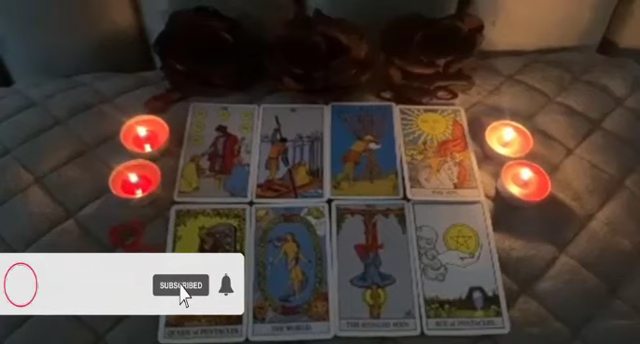 THE SUN.
SUBSCRIBED
QUEEN of PENTACLES
THE WORLD.
THE HANGED MAN.
ACE of PENTACLES.